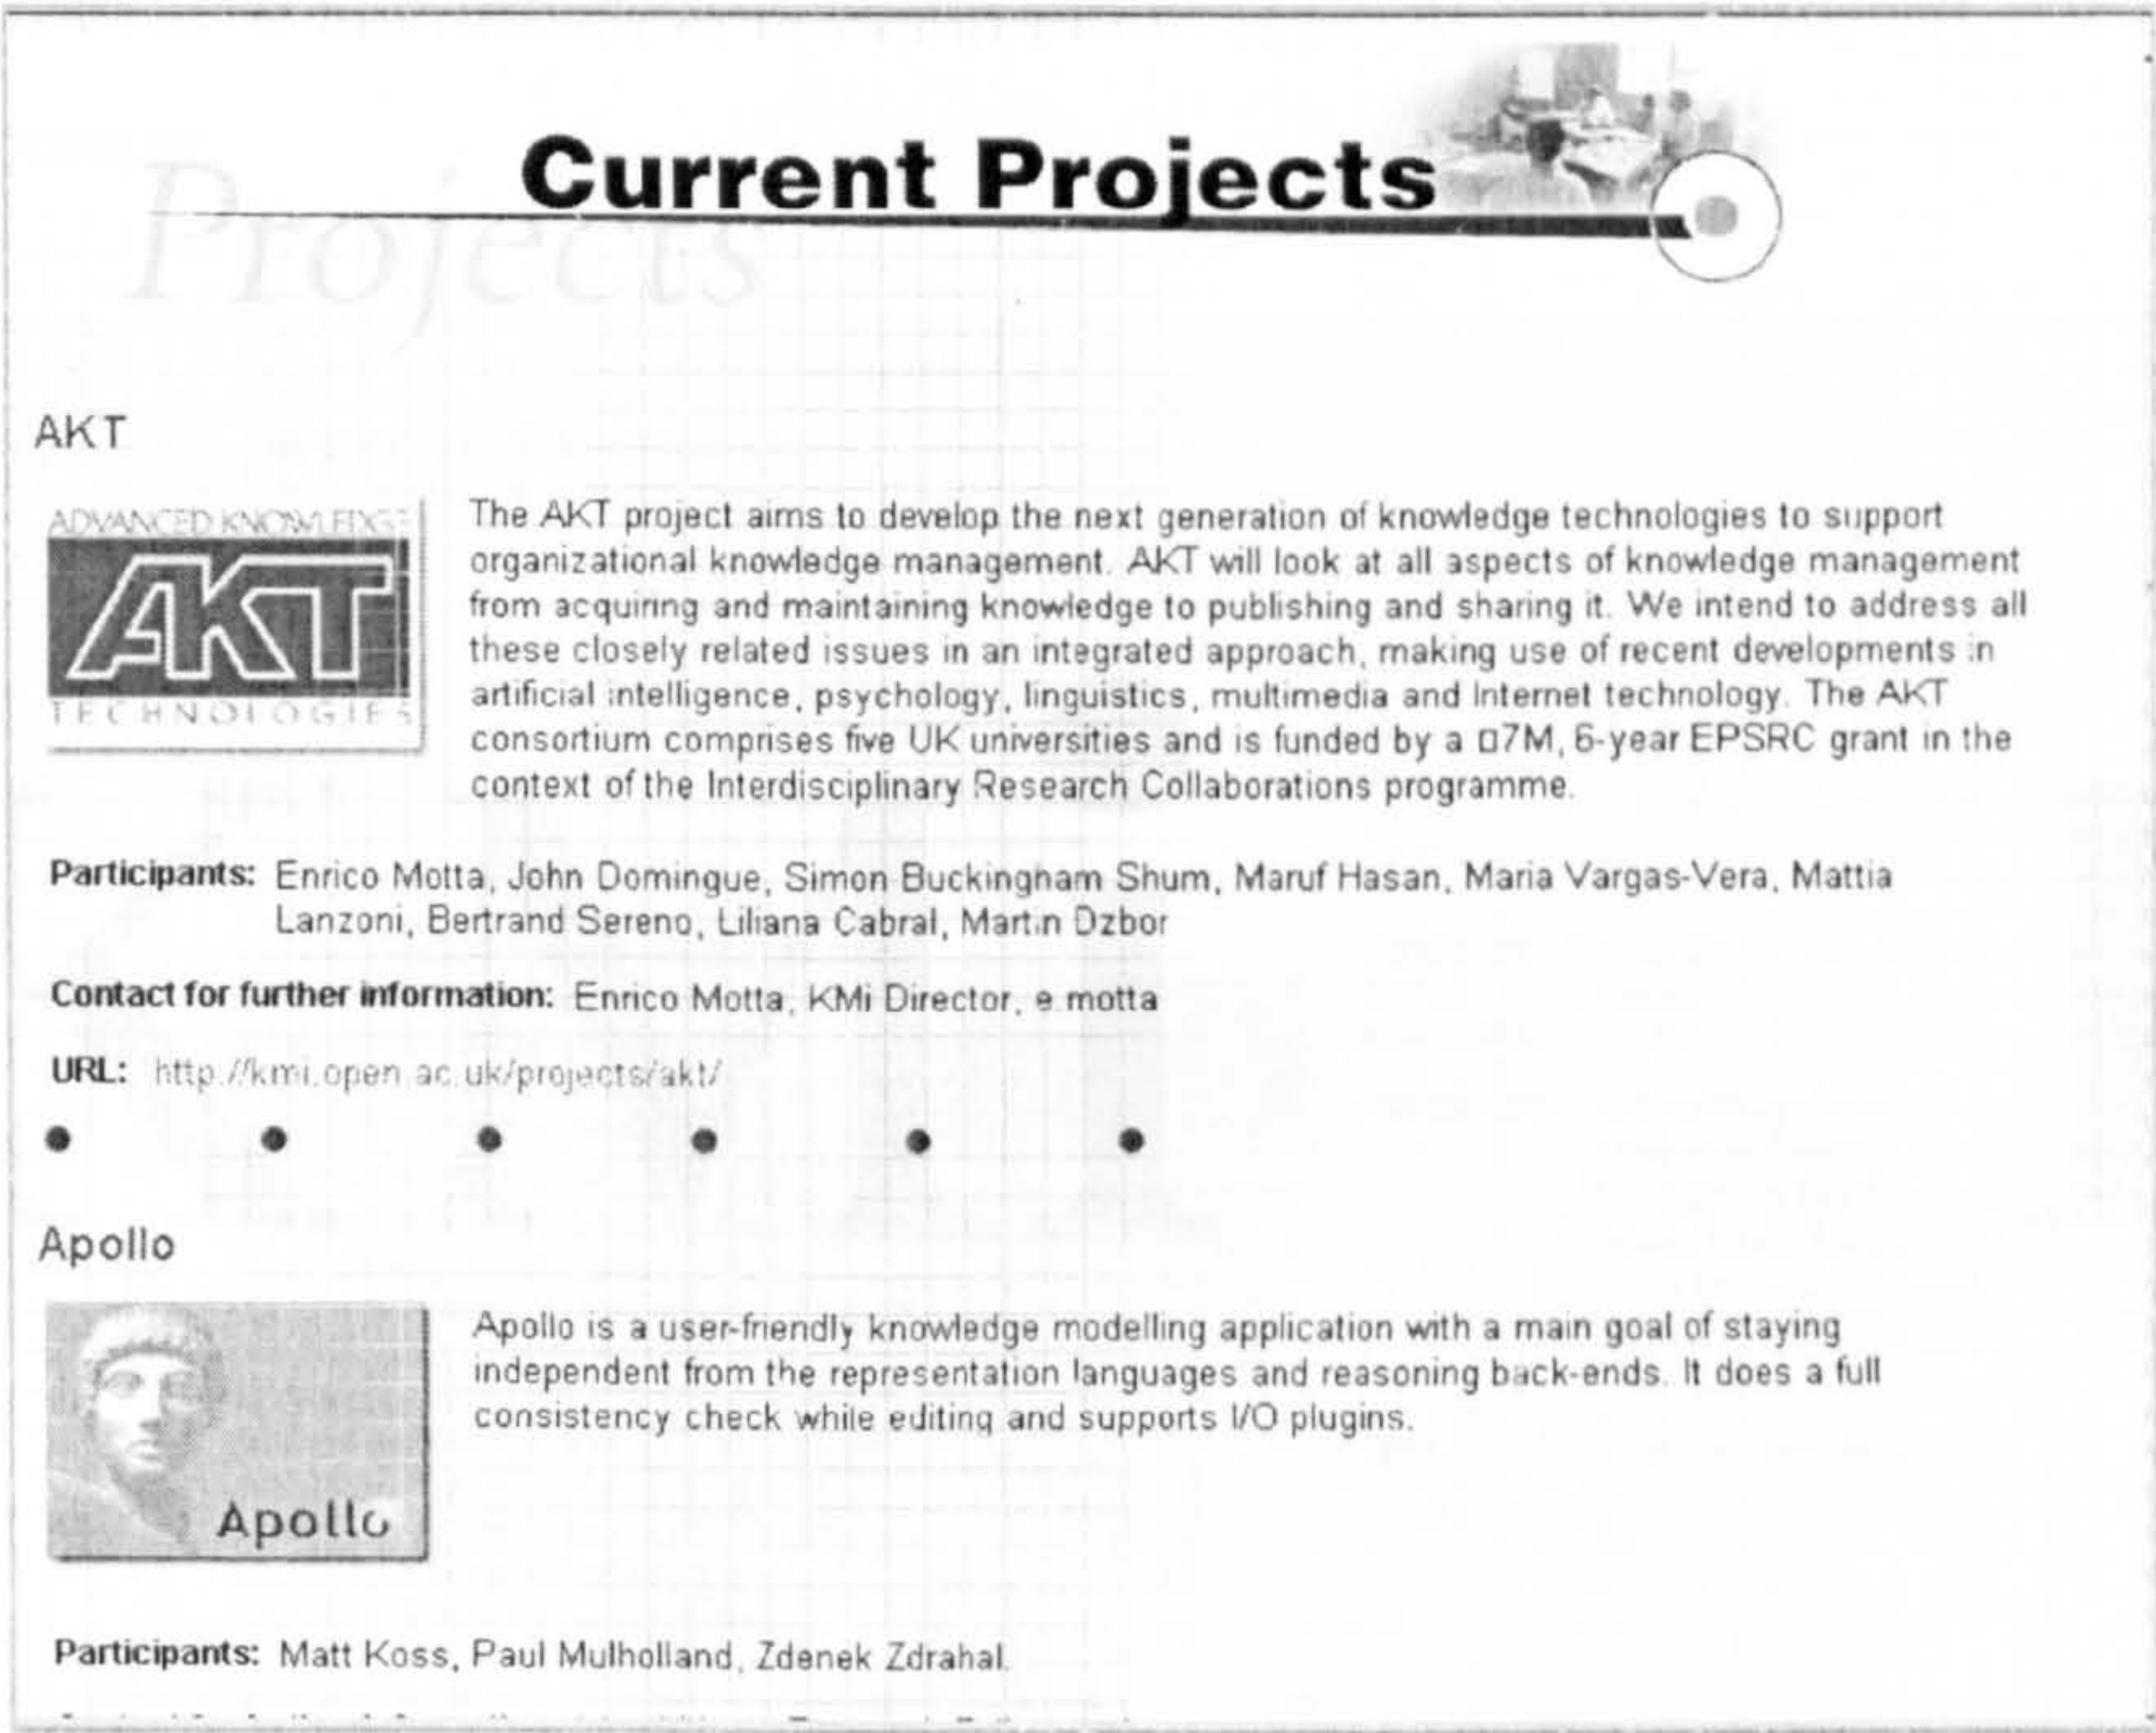 Current Projects
Projects
AKT
ADVANCED KNOWLEDGE
AKT
TECHNOLOGIES
The AKT project aims to develop the next generation of knowledge technologies to support
organizational knowledge management. AKT will look at all aspects of knowledge management
from acquiring and maintaining knowledge to publishing and sharing it. We intend to address all
these closely related issues in an integrated approach, making use of recent developments in
artificial intelligence, psychology, linguistics, multimedia and Internet technology. The AKT
consortium comprises five UK universities and is funded by a □7M, 6-year EPSRC grant in the
context of the Interdisciplinary Research Collaborations programme.
Participants: Enrico Motta, John Domingue, Simon Buckingham Shum, Maruf Hasan, Maria Vargas-Vera, Mattia
Lanzoni, Bertrand Sereno, Liliana Cabral, Martin Dzbor
Contact for further information: Enrico Motta, KMi Director, e.motta
URL: http://kmi.open.ac.uk/projects/akt/
Apollo
Apollo is a user-friendly knowledge modelling application with a main goal of staying
independent from the representation languages and reasoning back-ends. It does a full
consistency check while editing and supports I/O plugins.
Apollo
Participants: Matt Koss, Paul Mulholland, Zdenek Zdrahal.